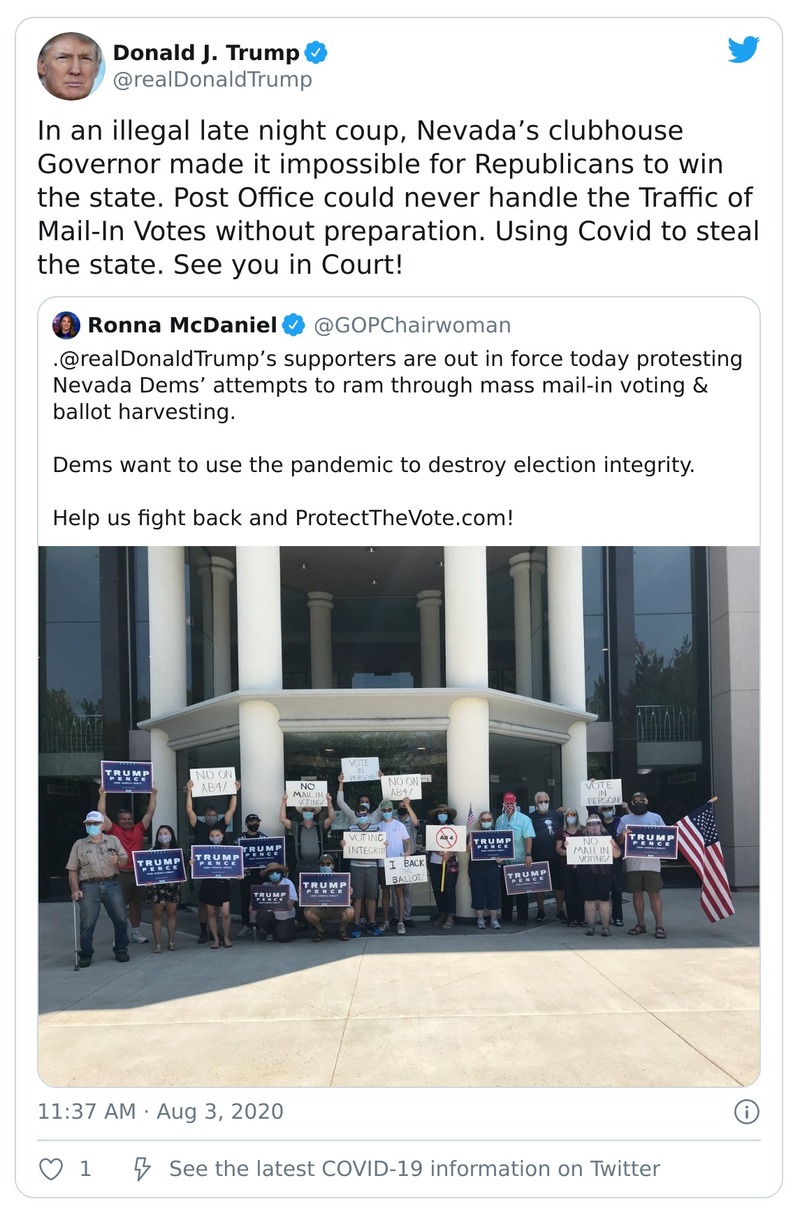 Donald J. Trump
@realDonaldTrump
In an illegal late night coup, Nevada’s clubhouse
Governor made it impossible for Republicans to win
the state. Post Office could never handle the Traffic of
Mail-In Votes without preparation. Using Covid to steal
the state. See you in Court!
Ronna McDaniel @GOPChairwoman
.@realDonaldTrump’s supporters are out in force today protesting
Nevada Dems’ attempts to ram through mass mail-in voting &
ballot harvesting.
Dems want to use the pandemic to destroy election integrity.
Help us fight back and ProtectTheVote.com!
TRUMP
PENCE
NO ON
AB4!
NO
MAIL IN
VOTING!
VOTE
IN
PERSON
NO ON
AB4!
VOTE
IN
PERSON
TRUMP
PENCE
TRUMP
PENCE
TRUMP
PENCE
VOTING
INTEGRITY
AB 4
TRUMP
PENCE
NO
MAIL IN
VOTING!
TRUMP
PENCE
TRUMP
PENCE
TRUMP
PENCE
I BACK
BALLOT
TRUMP
PENCE
11:37 AM · Aug 3, 2020
1
See the latest COVID-19 information on Twitter